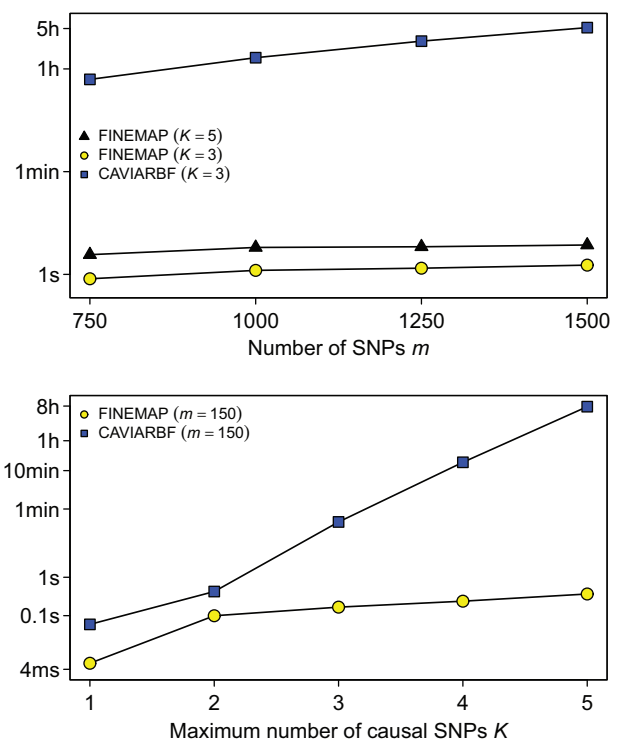 5h
1h
1min
1s
FINEMAP (K = 5)
FINEMAP (K = 3)
CAVIARBF (K = 3)
750 1000 1250 1500
Number of SNPs m
8h
1h
10min
1min
1s
0.1s
4ms
FINEMAP (m = 150)
CAVIARBF (m = 150)
1 2 3 4 5
Maximum number of causal SNPs K